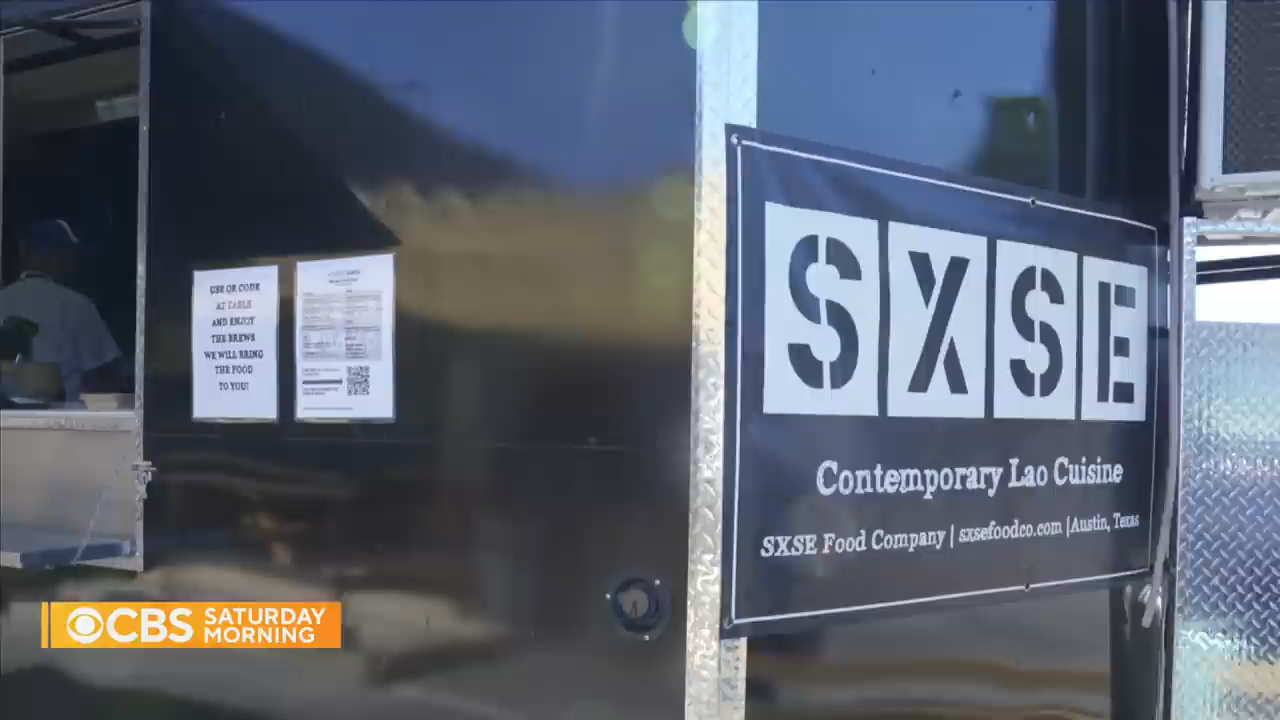 USE QR CODE
AT TABLE
AND ENJOY
THE BREWS
WE WILL BRING
THE FOOD
TO YOU!
SXSE
Contemporary Lao Cuisine
SXSE Food Company | sxsefoodco.com | Austin, Texas
CBS SATURDAY
MORNING